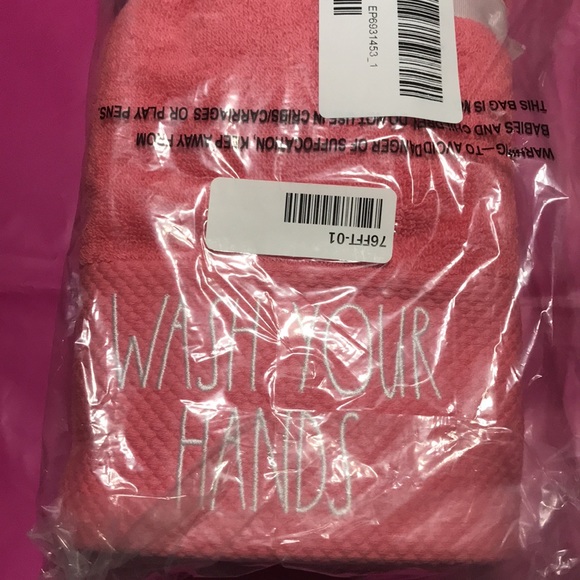 EP6931453_1
WARNING—TO AVOID DANGER OF SUFFOCATION, KEEP AWAY FROM
BABIES AND CHILDREN. DO NOT USE IN CRIBS/CARRIAGES OR PLAY PENS
THIS BAG IS
76FFT-01
WASH YOUR
HANDS